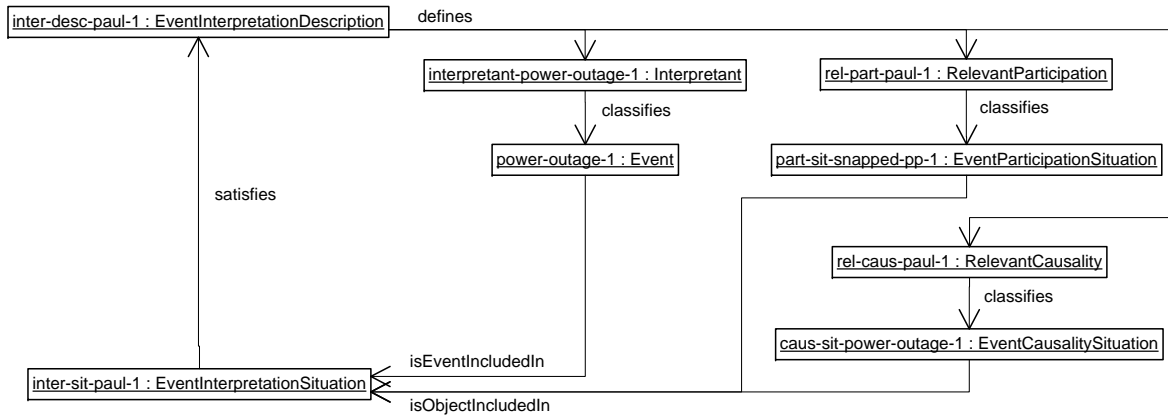 inter-desc-paul-1 : EventInterpretationDescription
defines
interpretant-power-outage-1 : Interpretant
rel-part-paul-1 : RelevantParticipation
classifies
classifies
power-outage-1 : Event
part-sit-snapped-pp-1 : EventParticipationSituation
satisfies
rel-caus-paul-1 : RelevantCausality
classifies
caus-sit-power-outage-1 : EventCausalitySituation
isEventIncludedIn
inter-sit-paul-1 : EventInterpretationSituation
isObjectIncludedIn